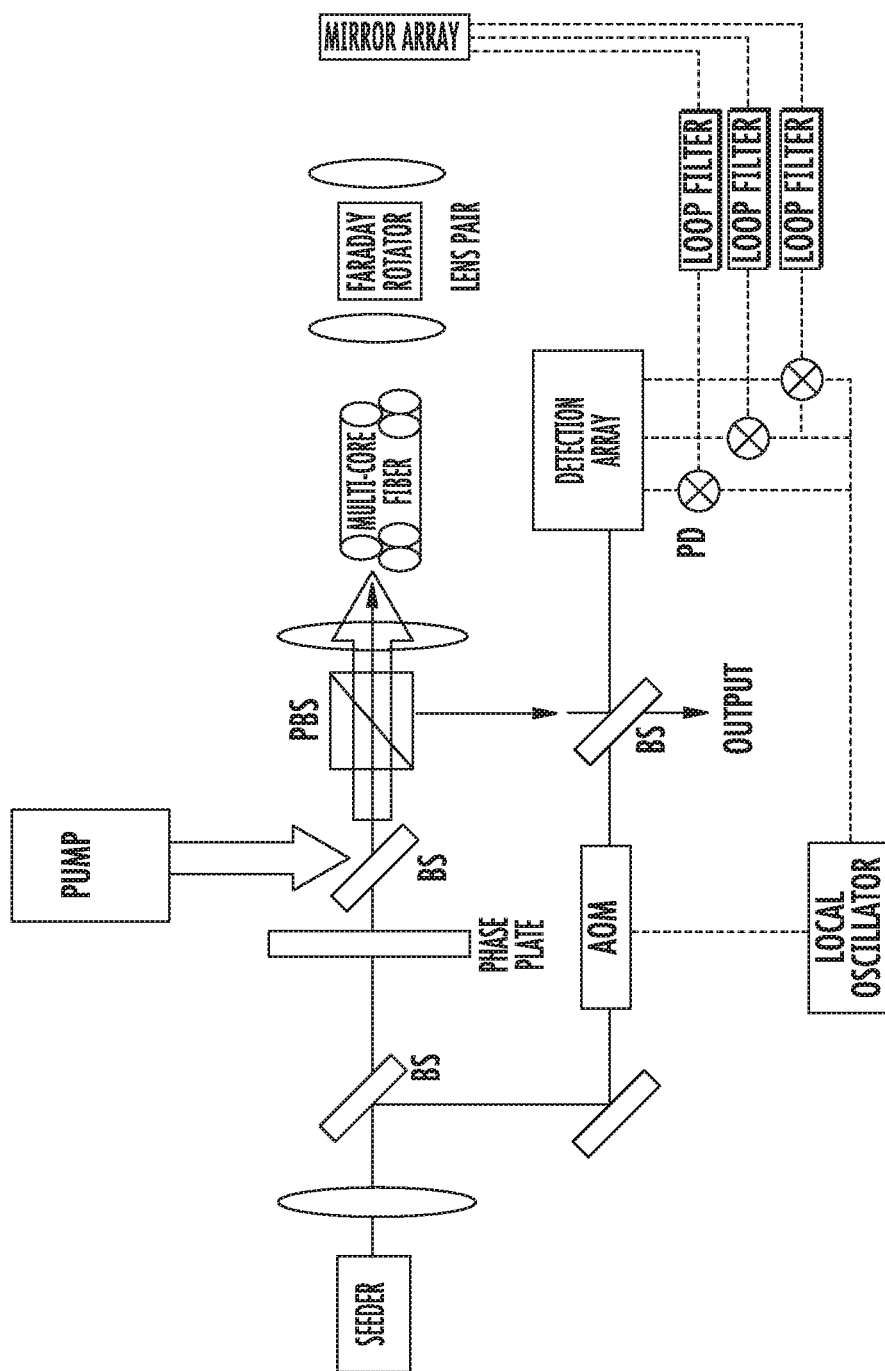 PUMP
MIRROR ARRAY
SEEDER
BS
PHASE
PLATE
BS
PBS
MULTI-CORE
FIBER
FARADAY
ROTATOR
LENS PAIR
AOM
BS
OUTPUT
DETECTION
ARRAY
PD
LOOP FILTER
LOOP FILTER
LOOP FILTER
LOCAL
OSCILLATOR